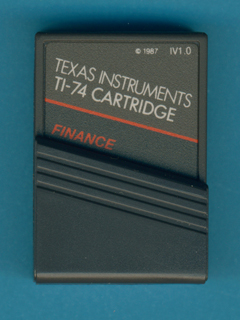 © 1987 IV1.0
TEXAS INSTRUMENTS
TI-74 CARTRIDGE
FINANCE